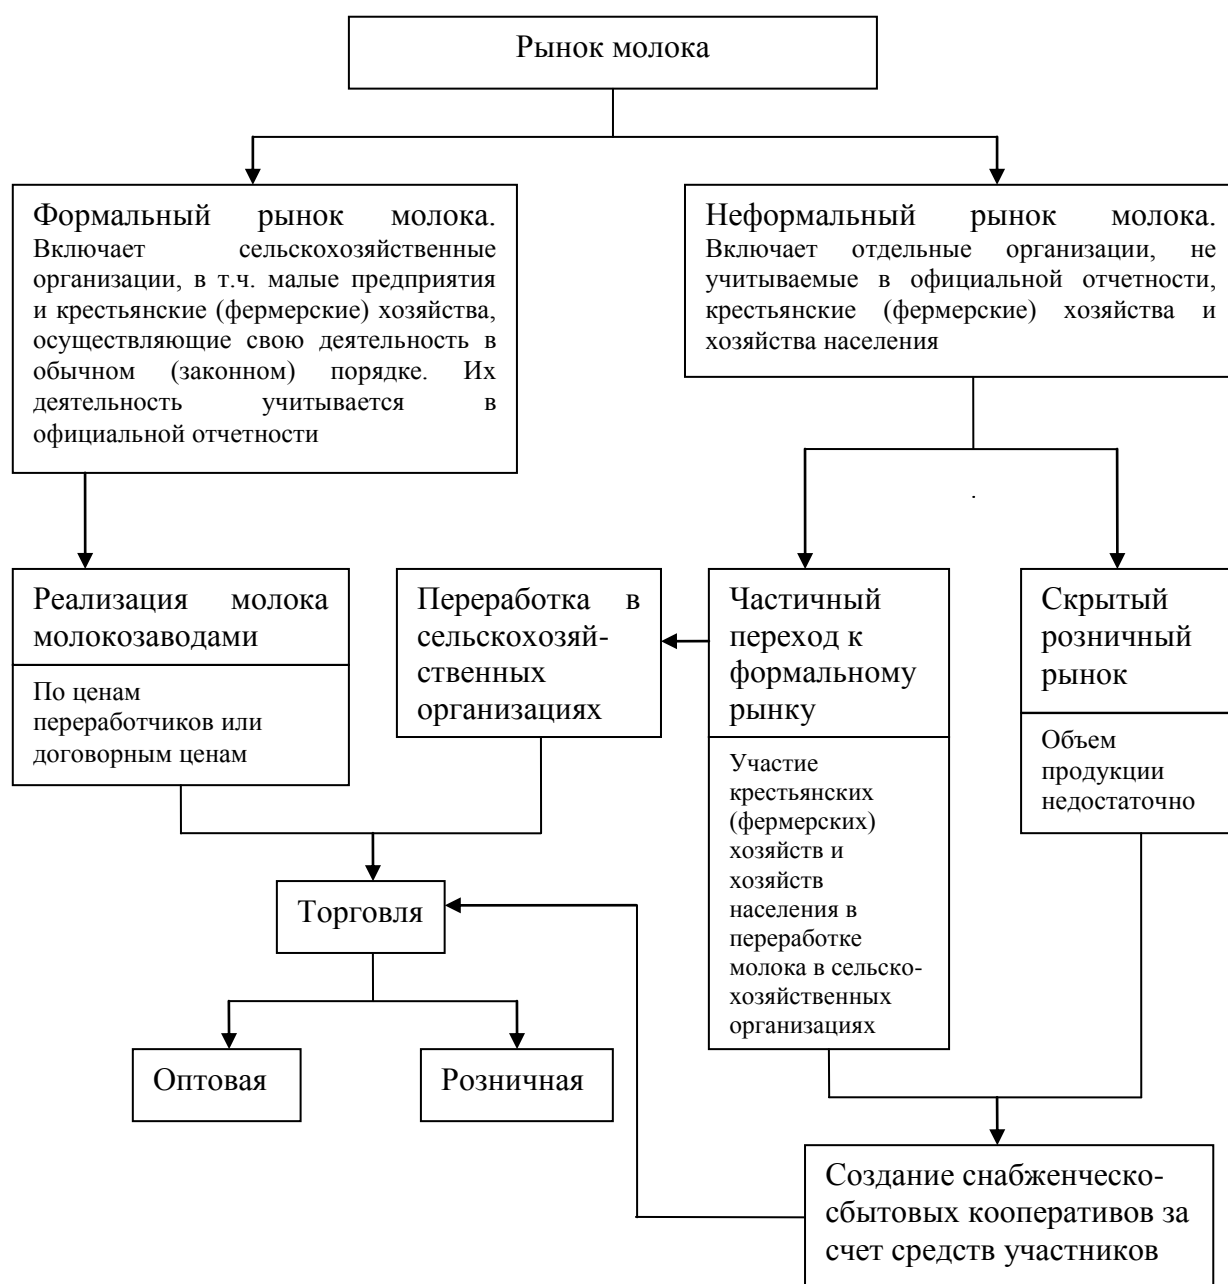 Рынок молока
Формальный рынок молока.
Включает сельскохозяйственные
организации, в т.ч. малые предприятия
и крестьянские (фермерские) хозяйства,
осуществляющие свою деятельность в
обычном (законном) порядке. Их
деятельность учитывается в
официальной отчетности
Неформальный рынок молока.
Включает отдельные организации, не
учитываемые в официальной отчетности,
крестьянские (фермерские) хозяйства и
хозяйства населения
Реализация молока
молокозаводами
По ценам
переработчиков или
договорным ценам
Переработка в
сельскохозяй-
ственных
организациях
Частичный
переход к
формальному
рынку
Участие
крестьянских
(фермерских)
хозяйств и
хозяйств
населения в
переработке
молока в сельско-
хозяйственных
организациях
Скрытый
розничный
рынок
Объем
продукции
недостаточно
Торговля
Оптовая
Розничная
Создание снабженческо-
сбытовых кооперативов за
счет средств участников